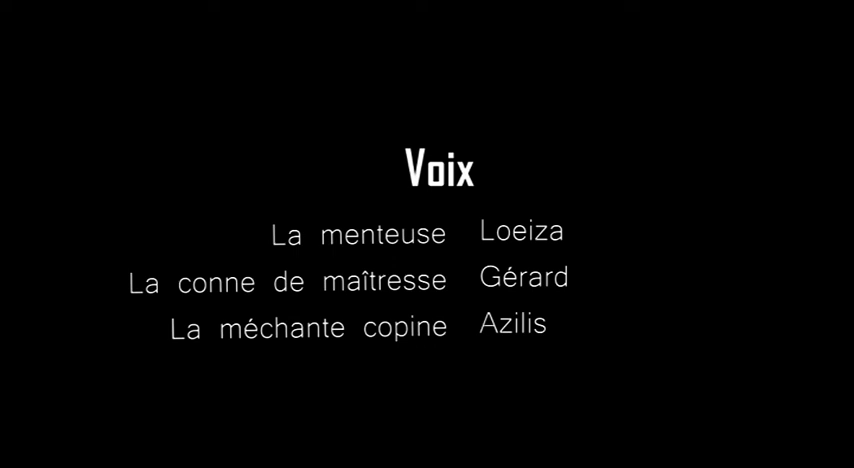 Voix
La menteuse Loeiza
La conne de maîtresse Gérard
La méchante copine Azilis